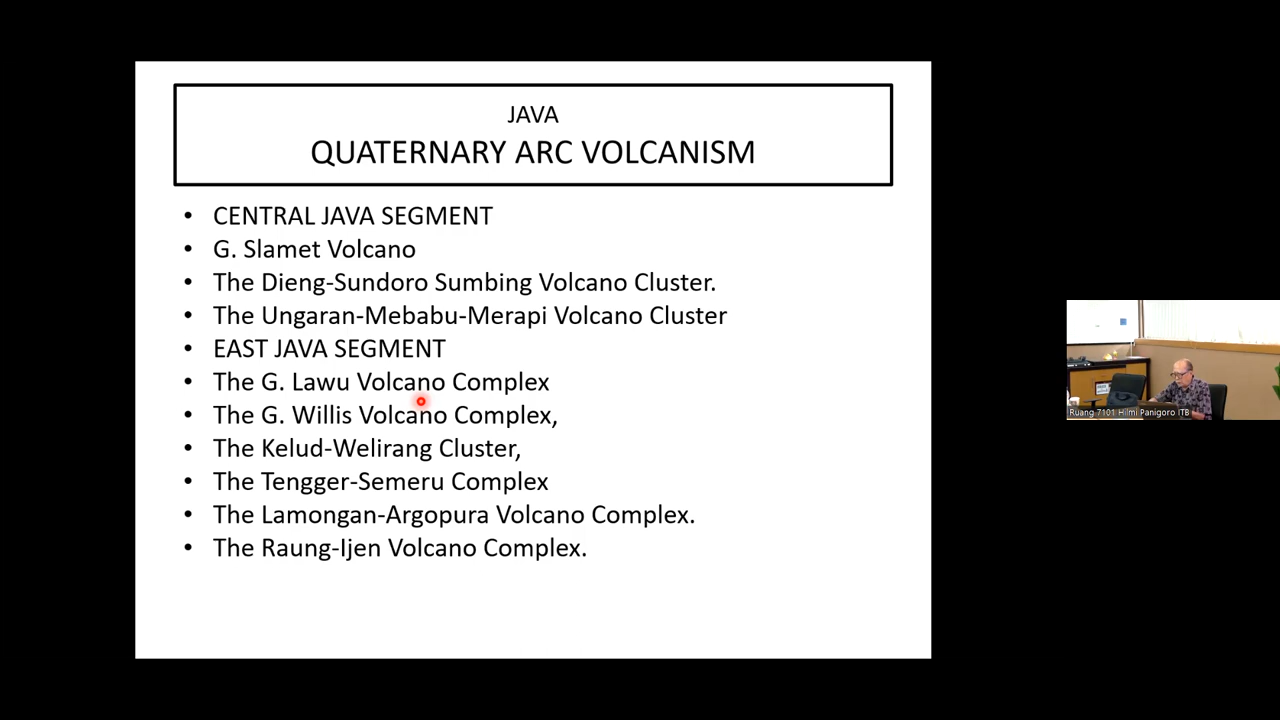 JAVA
QUATERNARY ARC VOLCANISM
• CENTRAL JAVA SEGMENT
• G. Slamet Volcano
• The Dieng-Sundoro Sumbing Volcano Cluster.
• The Ungaran-Mebabu-Merapi Volcano Cluster
• EAST JAVA SEGMENT
• The G. Lawu Volcano Complex
• The G. Willis Volcano Complex,
• The Kelud-Welirang Cluster,
• The Tengger-Semeru Complex
• The Lamongan-Argopura Volcano Complex.
• The Raung-Ijen Volcano Complex.
Ruang 7101 Hilmi Panigoro ITB